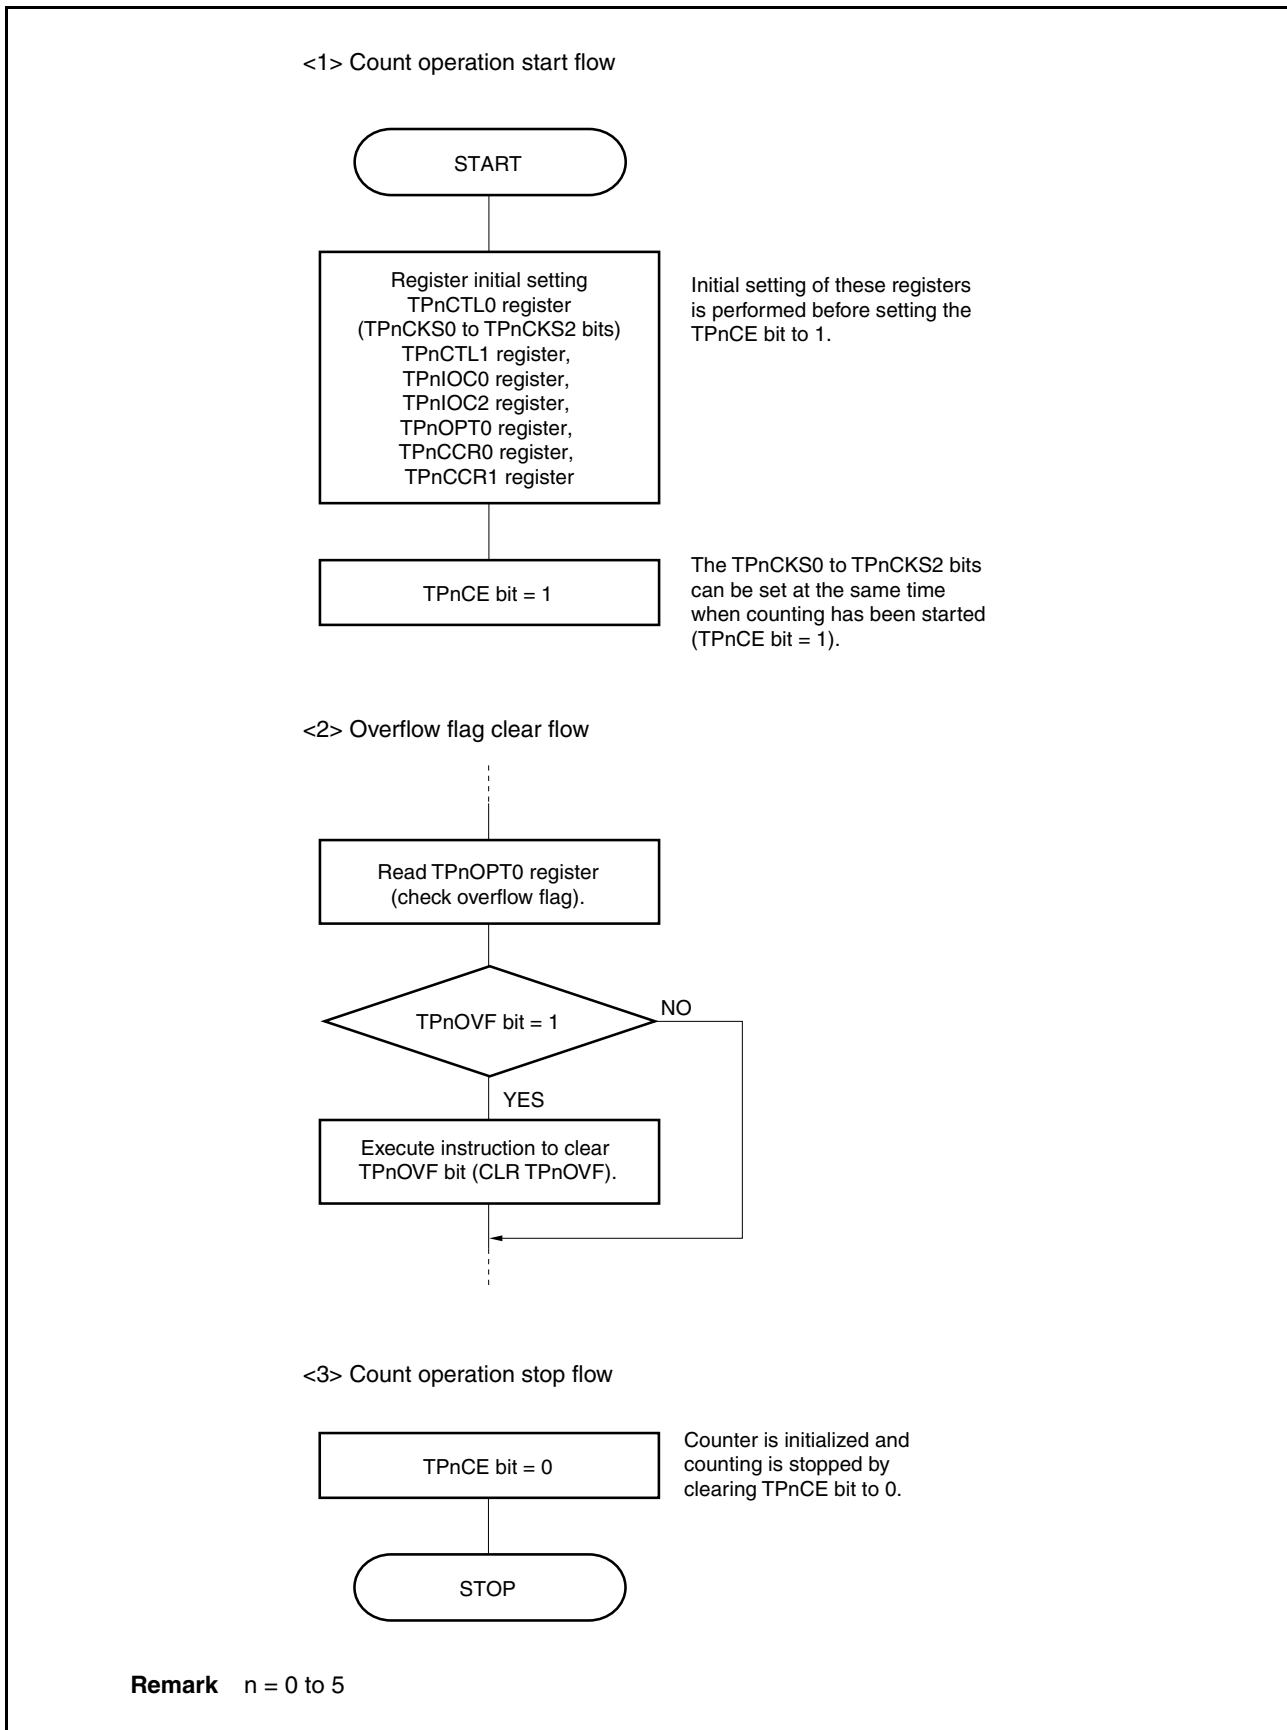 <1> Count operation start flow
START
Register initial setting
TPnCTL0 register
(TPnCKS0 to TPnCKS2 bits)
TPnCTL1 register,
TPnIOC0 register,
TPnIOC2 register,
TPnOPT0 register,
TPnCCR0 register,
TPnCCR1 register
Initial setting of these registers
is performed before setting the
TPnCE bit to 1.
TPnCE bit = 1
The TPnCKS0 to TPnCKS2 bits
can be set at the same time
when counting has been started
(TPnCE bit = 1).
<2> Overflow flag clear flow
Read TPnOPT0 register
(check overflow flag).
TPnOVF bit = 1
NO
YES
Execute instruction to clear
TPnOVF bit (CLR TPnOVF).
<3> Count operation stop flow
TPnCE bit = 0
Counter is initialized and
counting is stopped by
clearing TPnCE bit to 0.
STOP
Remark n = 0 to 5